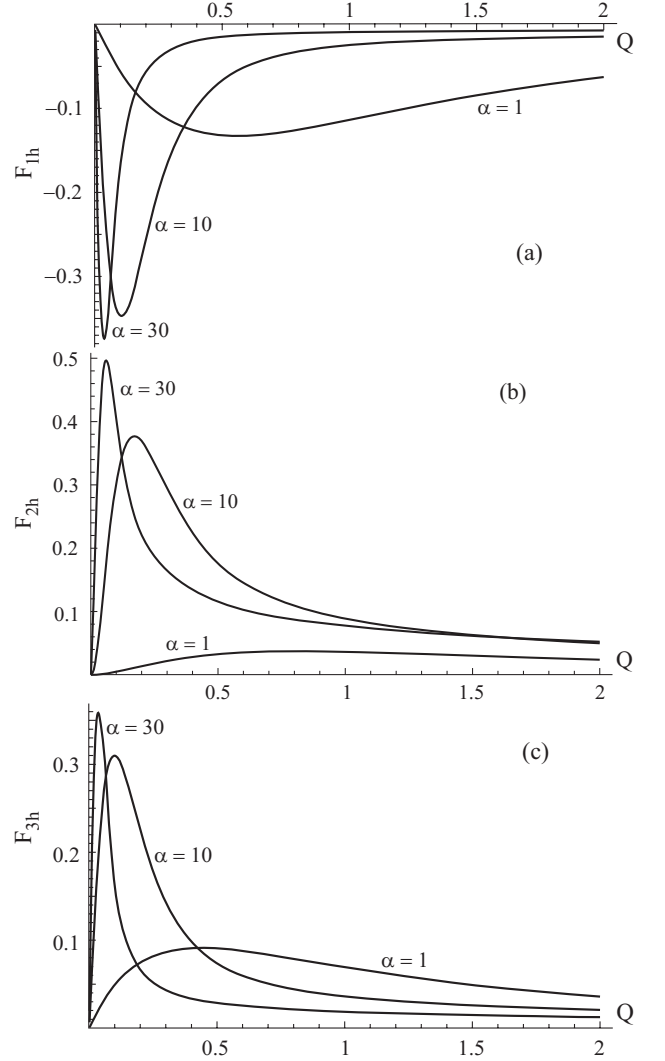 0.5 1 1.5 2
Q
−0.1
α = 1
F1h
−0.2
α = 10
(a)
−0.3
α = 30
0.5
α = 30
(b)
0.4
F2h
0.3
α = 10
0.2
0.1
α = 1
Q
0.5 1 1.5 2
α = 30
(c)
0.3
F3h
α = 10
0.2
0.1
α = 1
Q
0.5 1 1.5 2